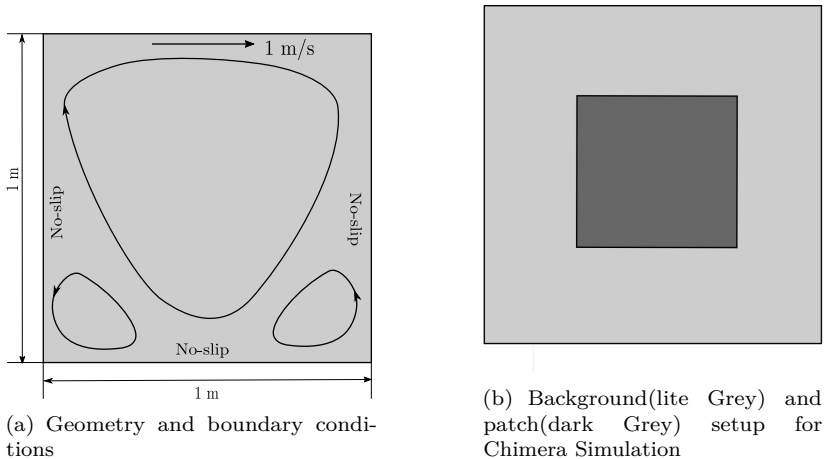 1 m/s
1 m
No-slip
No-slip
No-slip
1 m
(a) Geometry and boundary condi-
tions
(b) Background(lite Grey) and
patch(dark Grey) setup for
Chimera Simulation